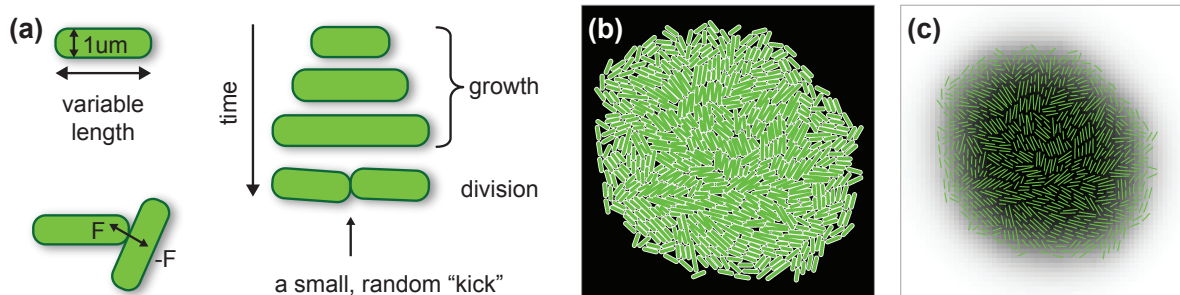 (a)
1um
variable
length
F
-F
time
growth
division
a small, random “kick”
(b)
(c)